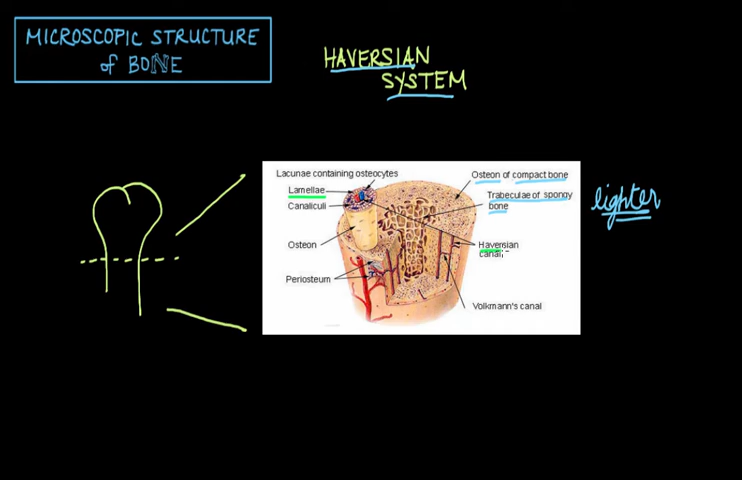 MICROSCOPIC STRUCTURE
of BONE
HAVERSIAN
SYSTEM
Lacunae containing osteocytes
Lamellae
Canaliculi
Osteon
Periosteum
Osteon of compact bone
Trabeculae of spongy
bone
Haversian
canal
Volkmann's canal
lighter